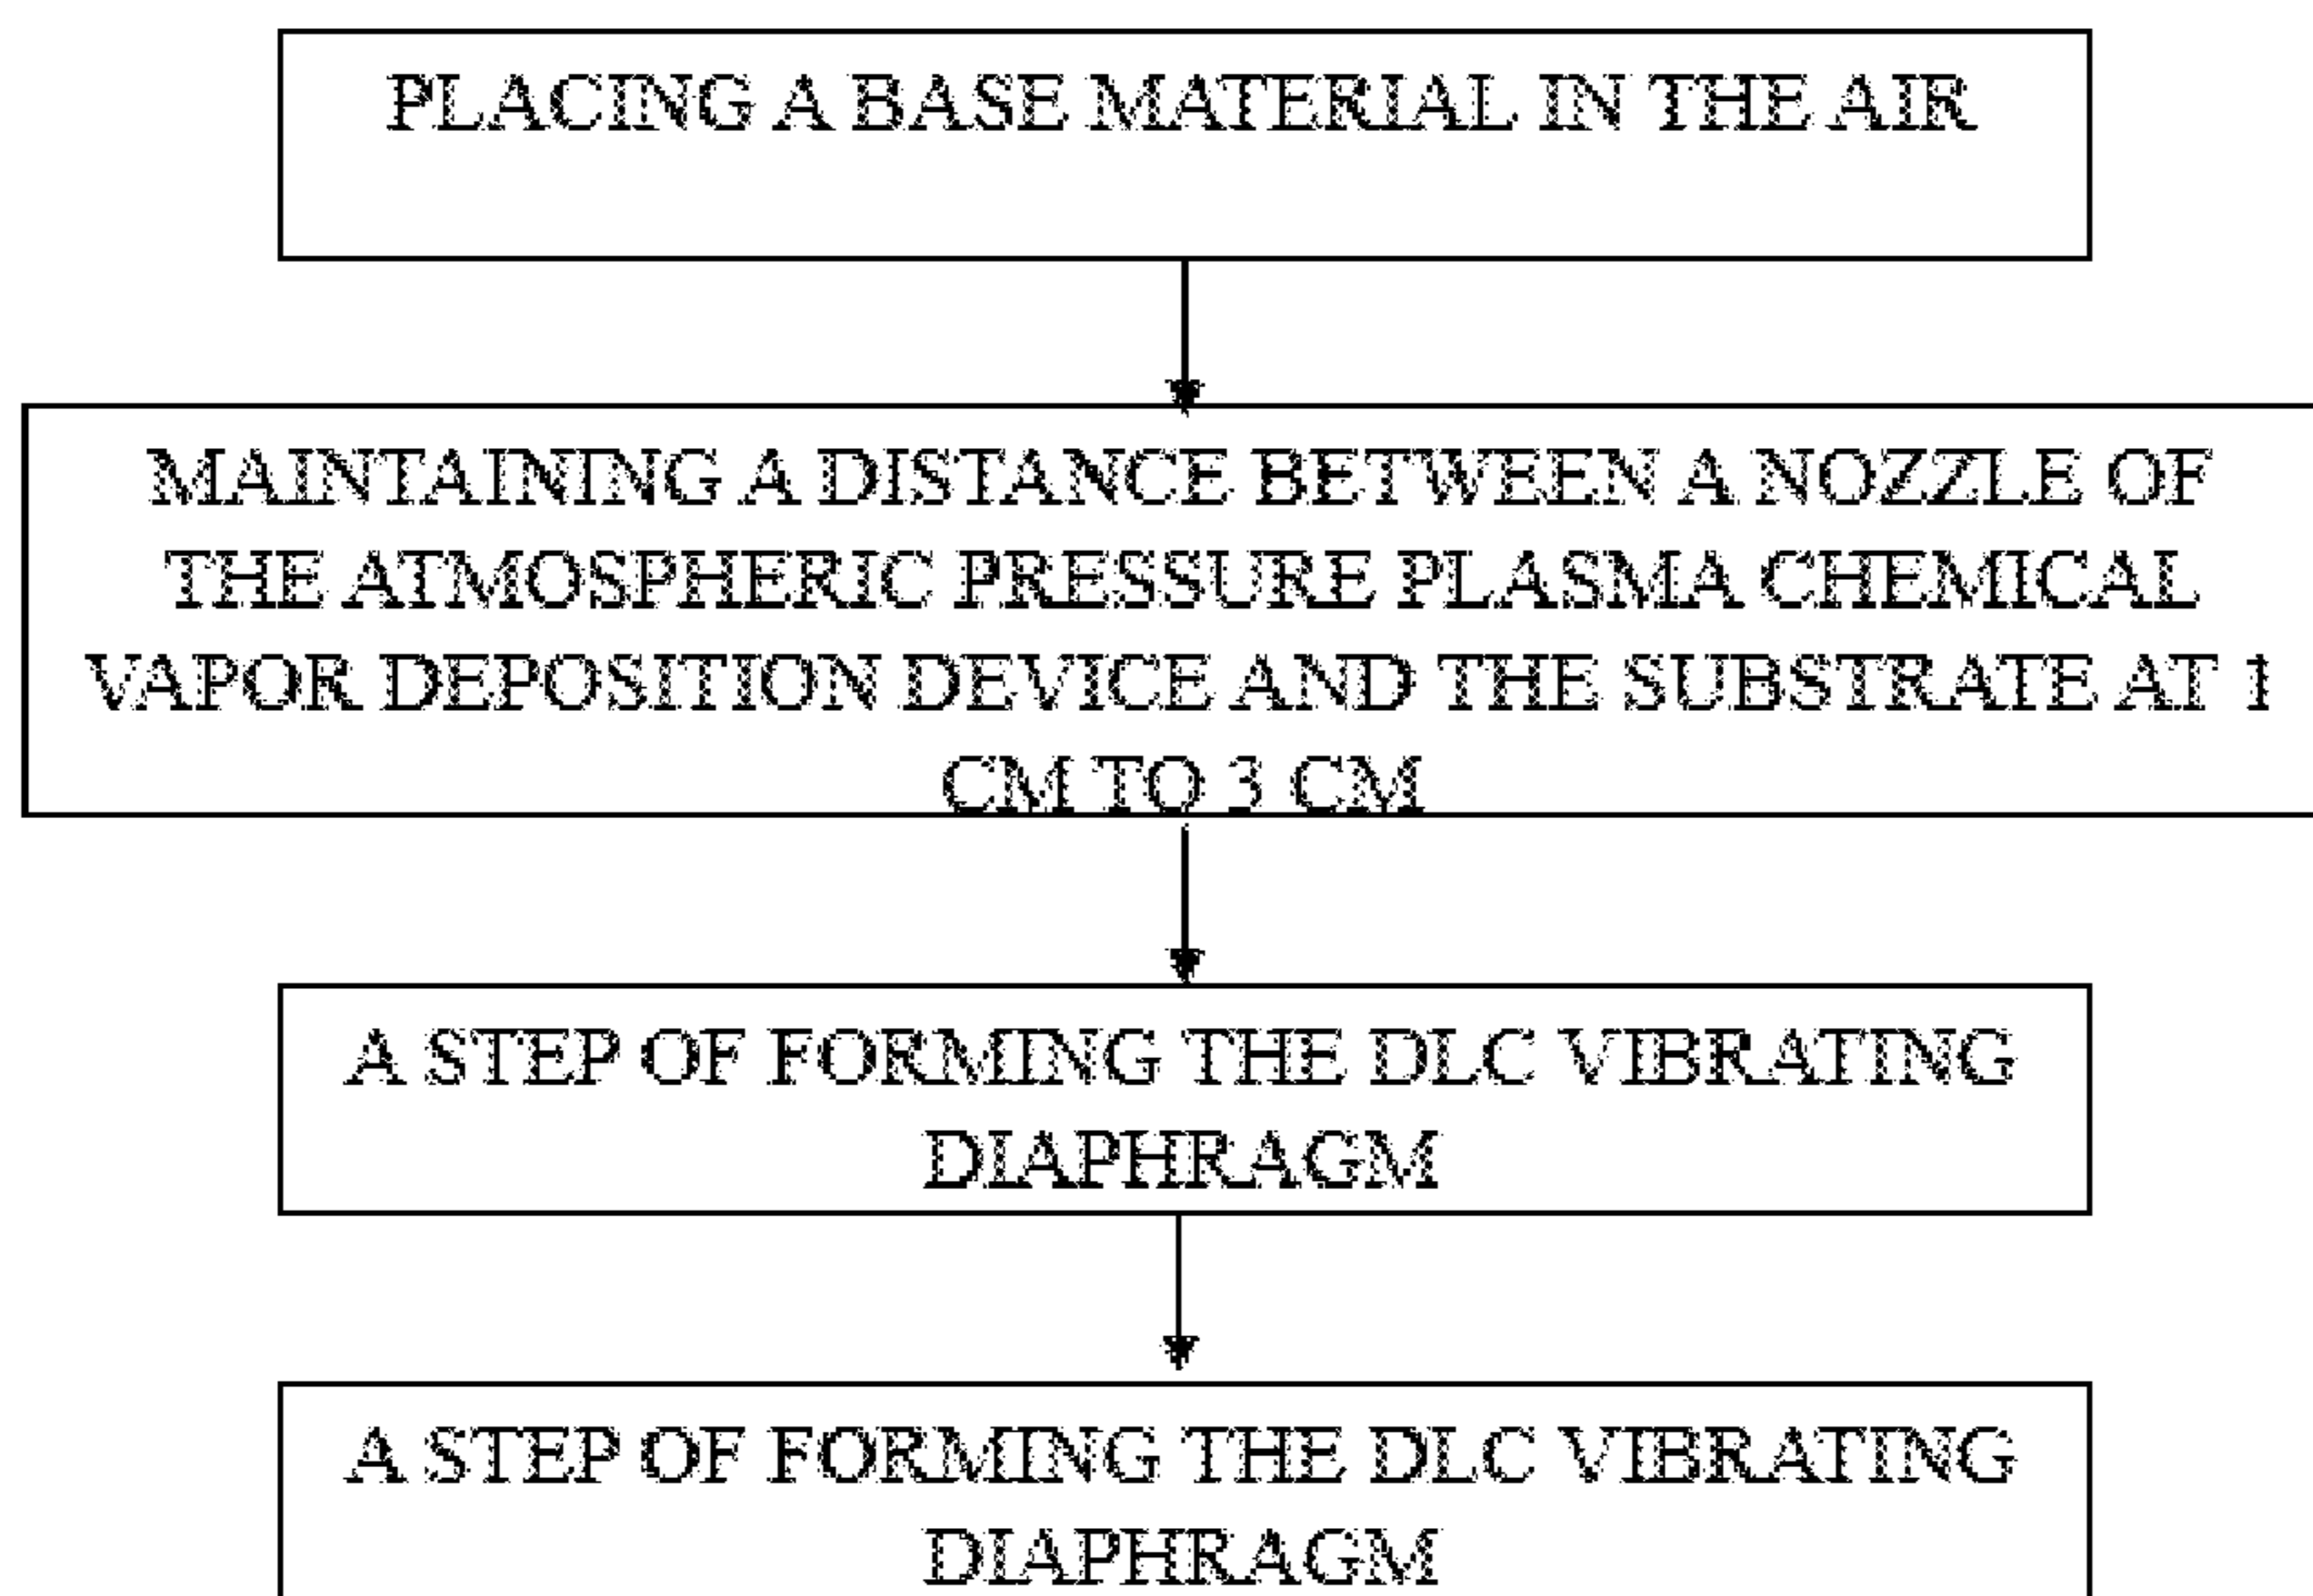 PLACING A BASE MATERIAL IN THE AIR
MAINTAINING A DISTANCE BETWEEN A NOZZLE OF
THE ATMOSPHERIC PRESSURE PLASMA CHEMICAL
VAPOR DEPOSITION DEVICE AND THE SUBSTRATE AT 1
CM TO 3 CM
A STEP OF FORMING THE DLC VIBRATING
DIAPHRAGM
A STEP OF FORMING THE DLC VIBRATING
DIAPHRAGM